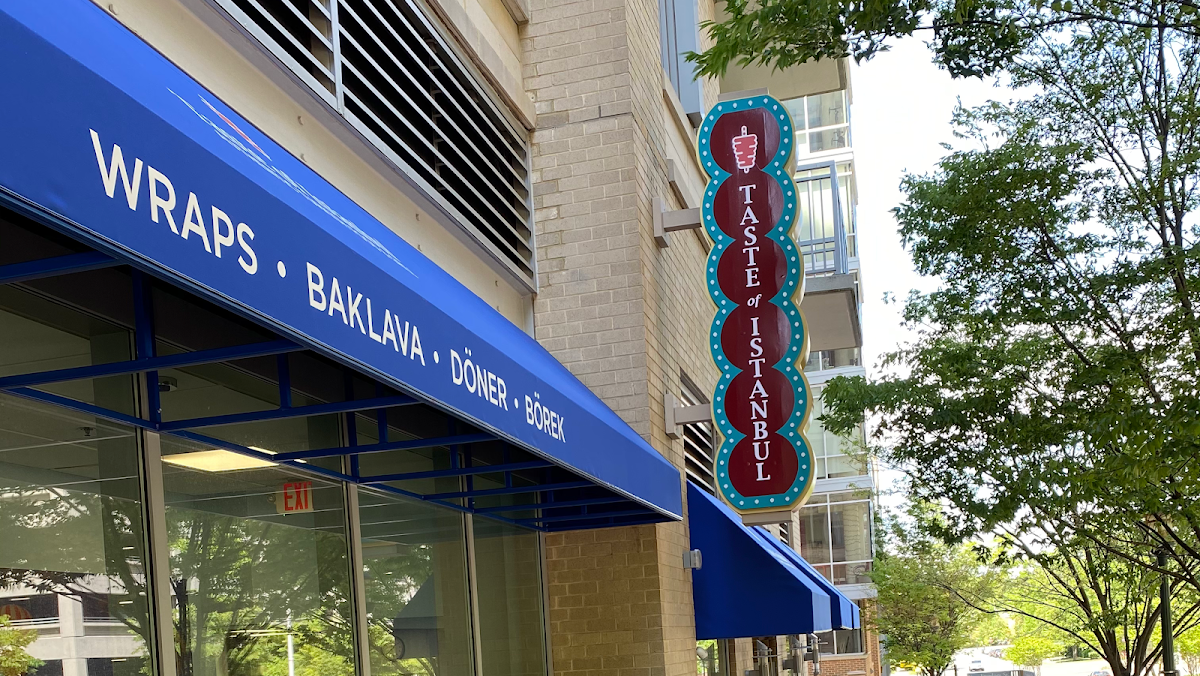 WRAPS • BAKLAVA • DÖNER • BÖREK
TASTE of ISTANBUL
EXIT